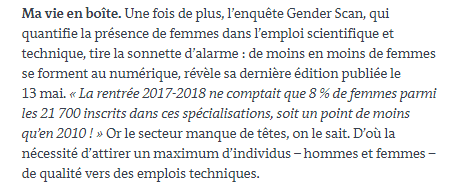 Ma vie en boîte. Une fois de plus, l’enquête Gender Scan, qui
quantifie la présence de femmes dans l’emploi scientifique et
technique, tire la sonnette d’alarme : de moins en moins de femmes
se forment au numérique, révèle sa dernière édition publiée le
13 mai. « La rentrée 2017-2018 ne comptait que 8 % de femmes parmi
les 21 700 inscrits dans ces spécialisations, soit un point de moins
qu’en 2010 ! » Or le secteur manque de têtes, on le sait. D’où la
nécessité d’attirer un maximum d’individus – hommes et femmes –
de qualité vers des emplois techniques.